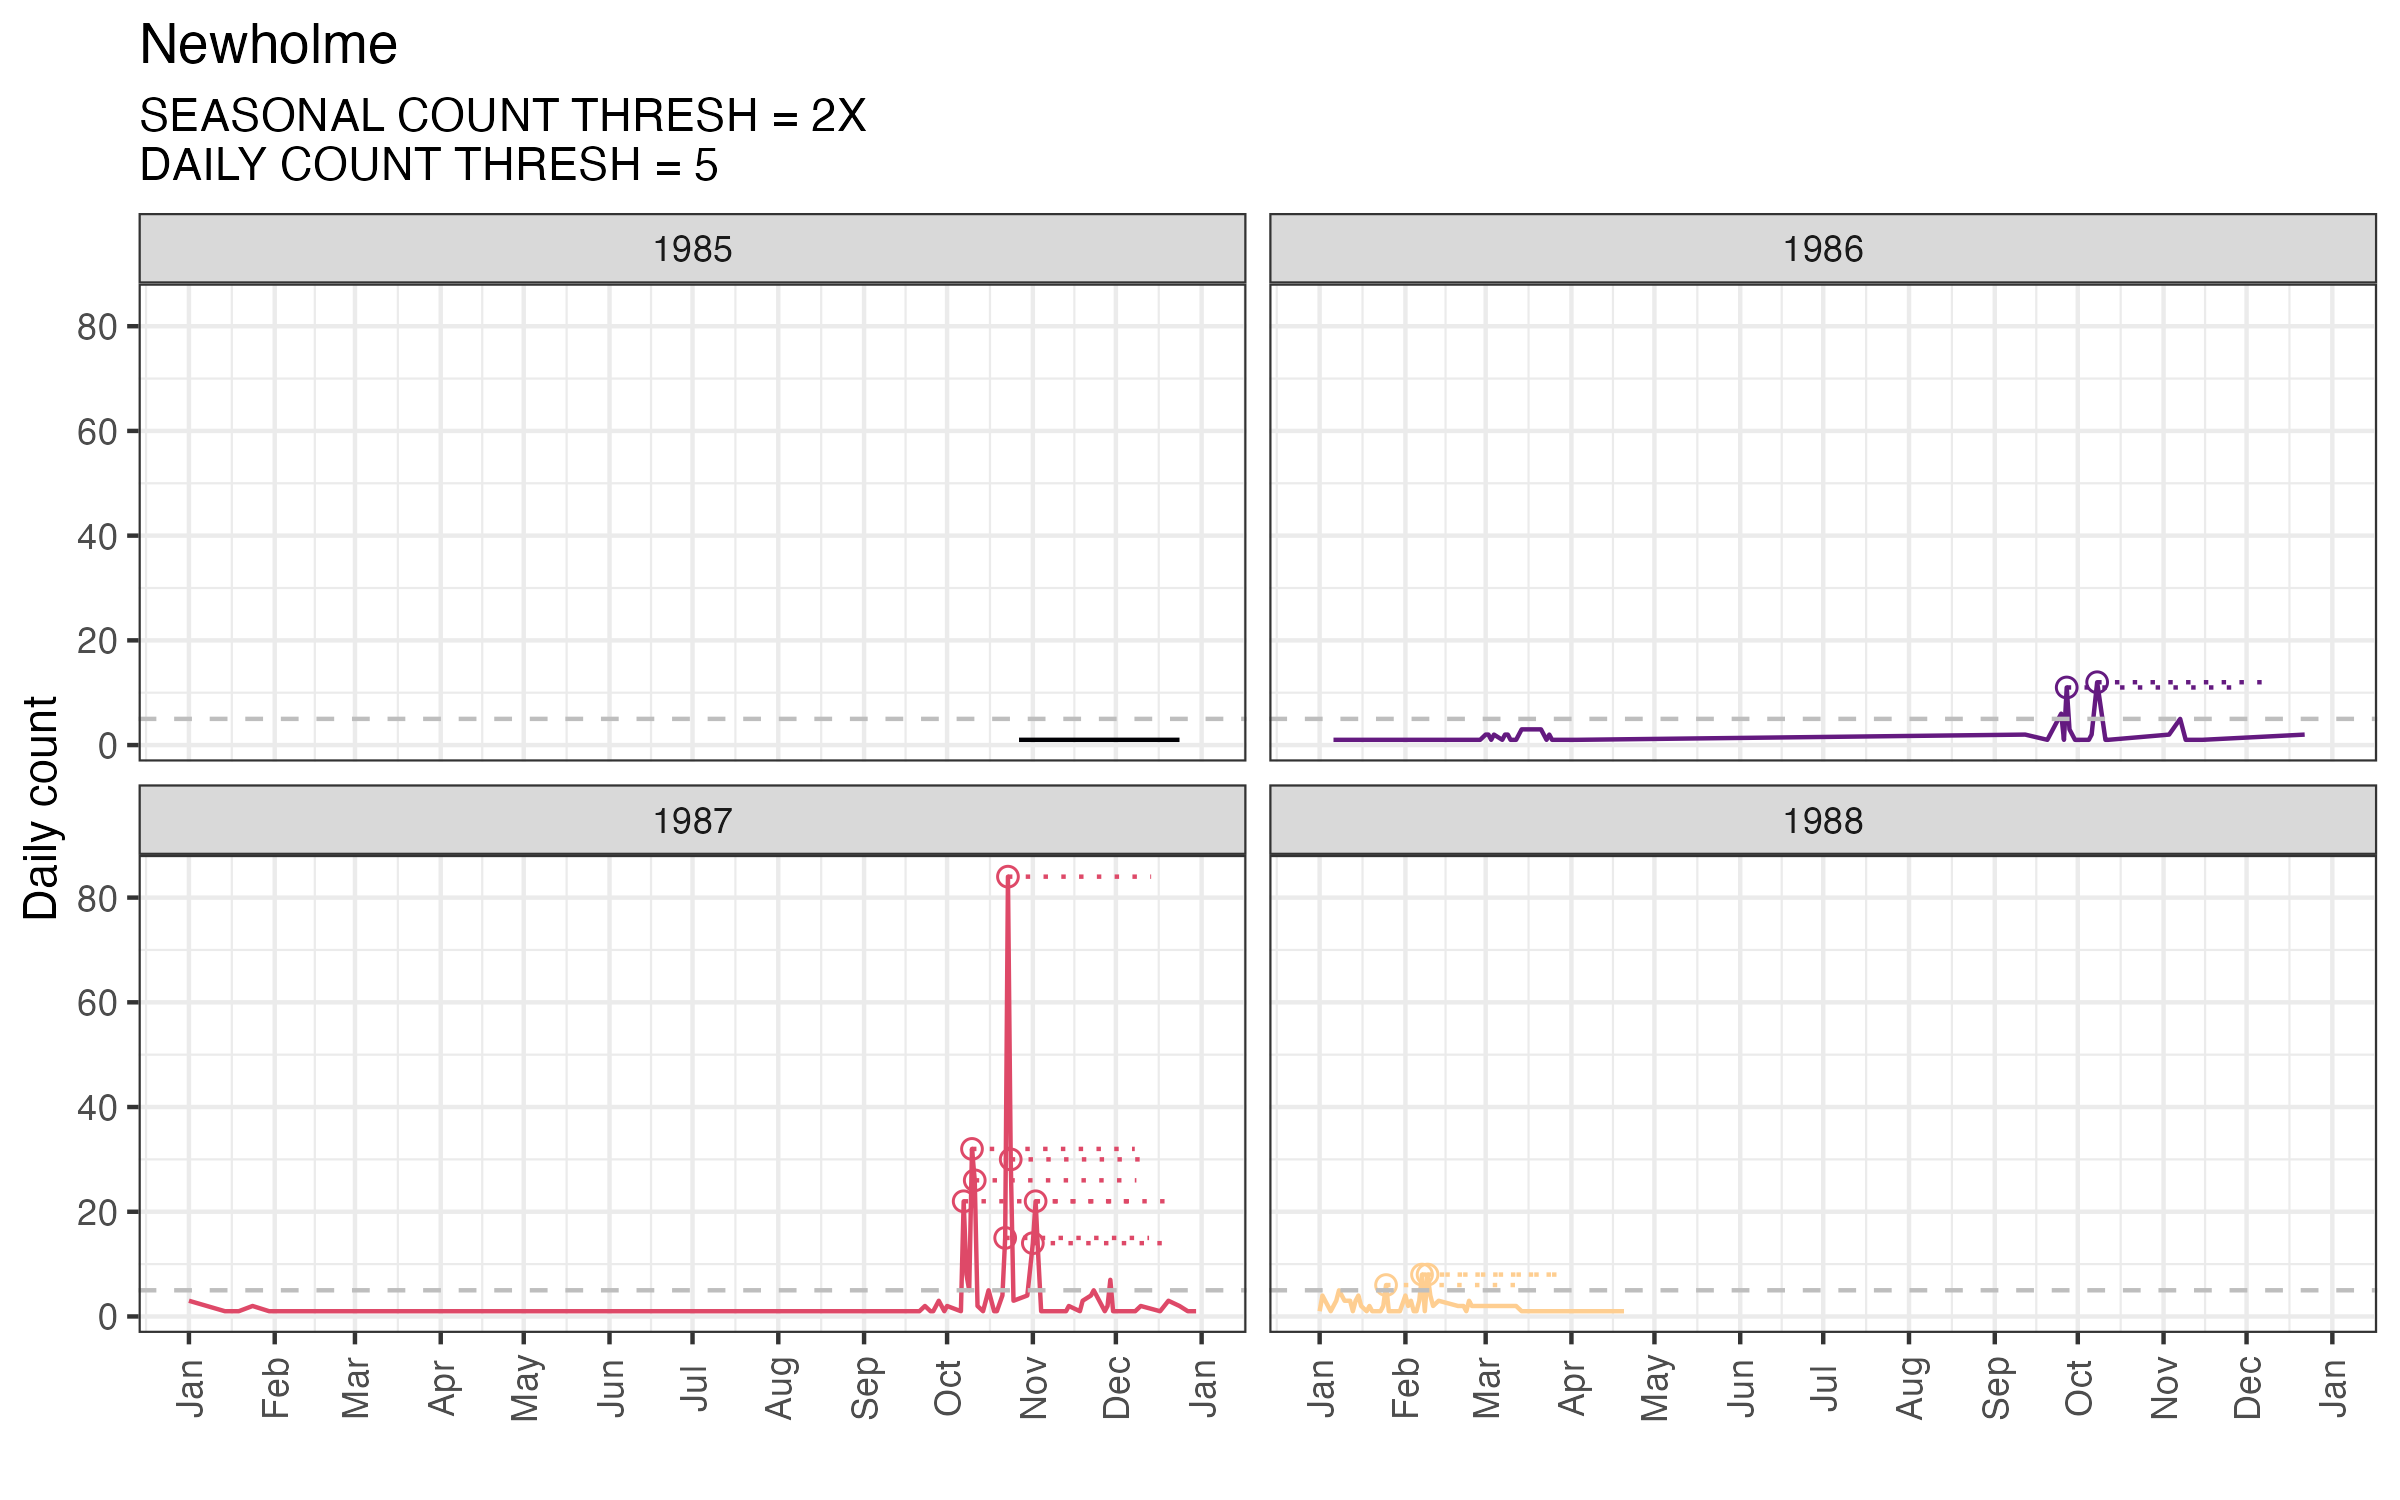 Newholme
SEASONAL COUNT THRESH = 2X
DAILY COUNT THRESH = 5
1985
1986
80
60
40
20
0
Daily count
1987
1988
80
60
40
20
0
Jan Feb Mar Apr May Jun Jul Aug Sep Oct Nov Dec Jan
Jan Feb Mar Apr May Jun Jul Aug Sep Oct Nov Dec Jan